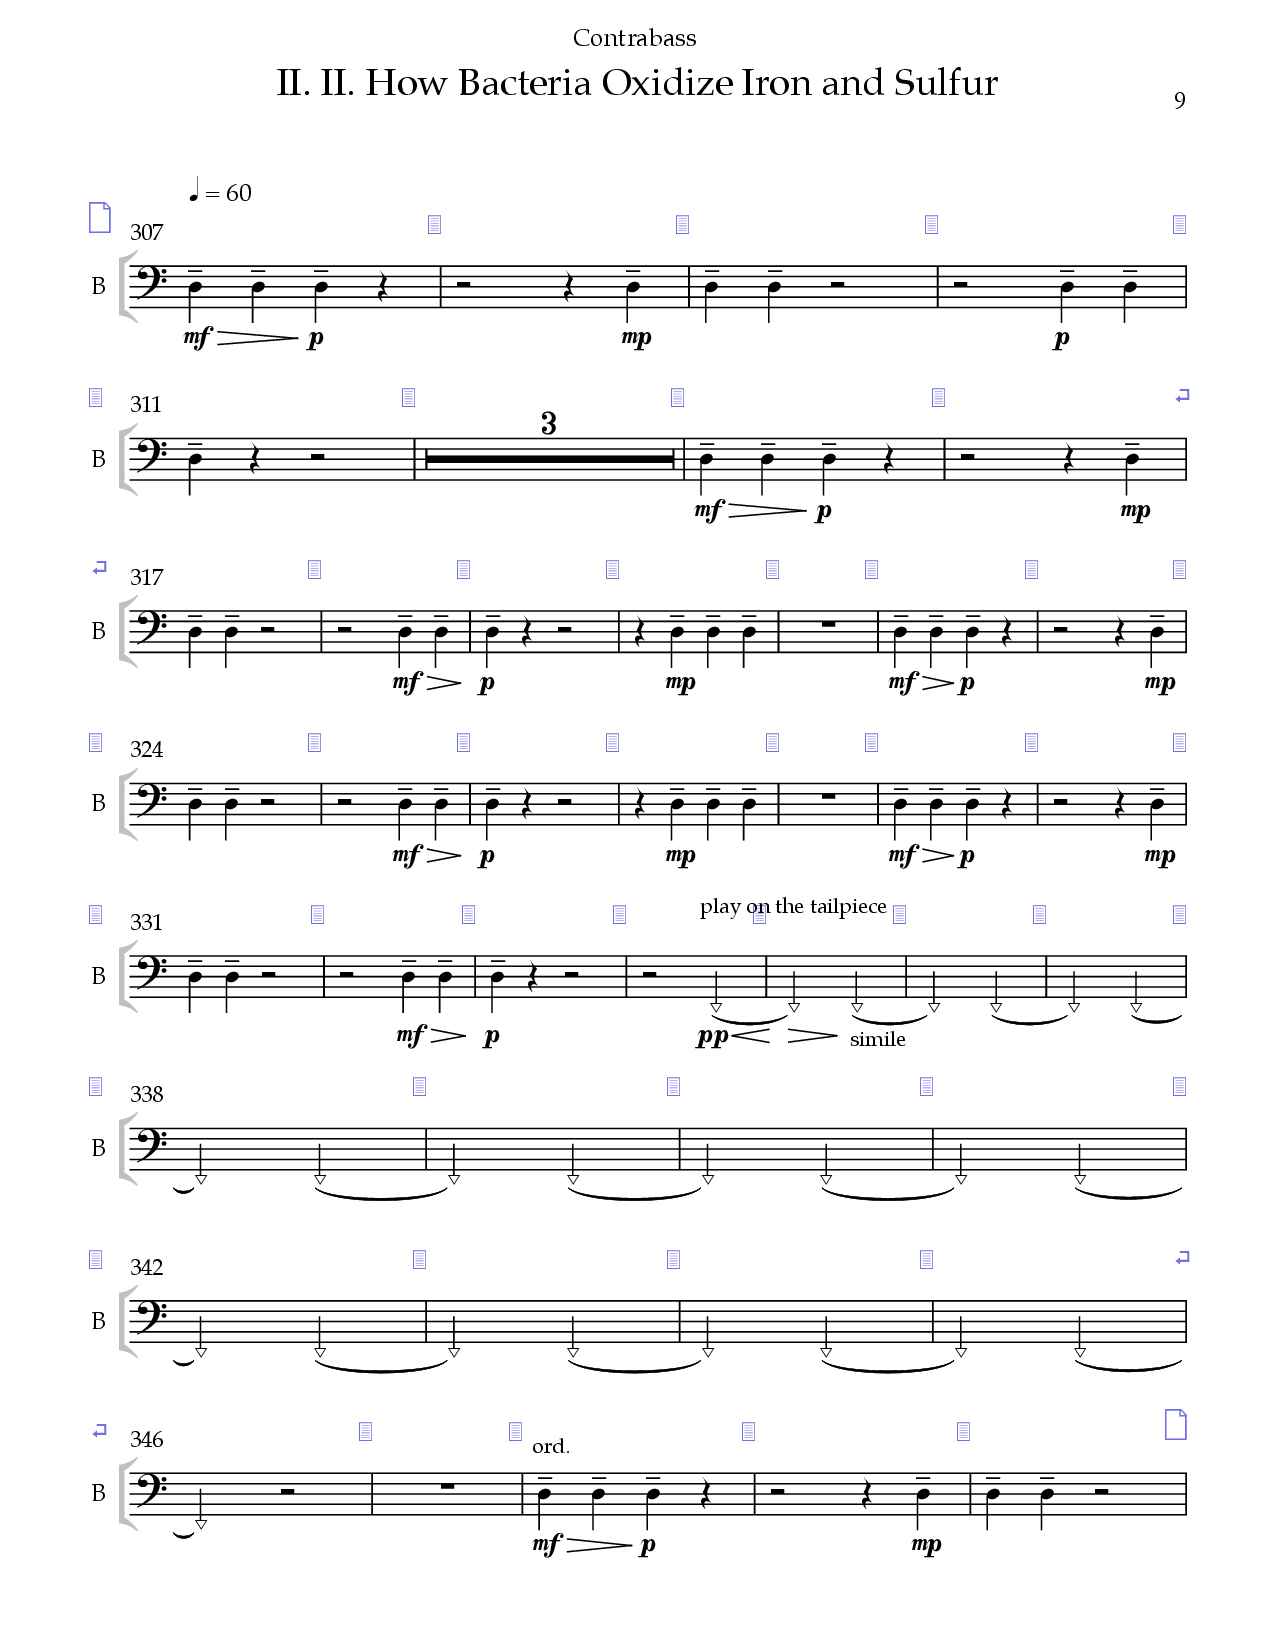 Contrabass
II. II. How Bacteria Oxidize Iron and Sulfur
9
♩ = 60
307
B
mf p mp p
311
3
B
mf p mp
317
B
mf p mp mf p mp
324
B
mf p mp mf p mp
331
play on the tailpiece
B
mf p pp simile
338
B
342
B
346
ord.
B
mf p mp